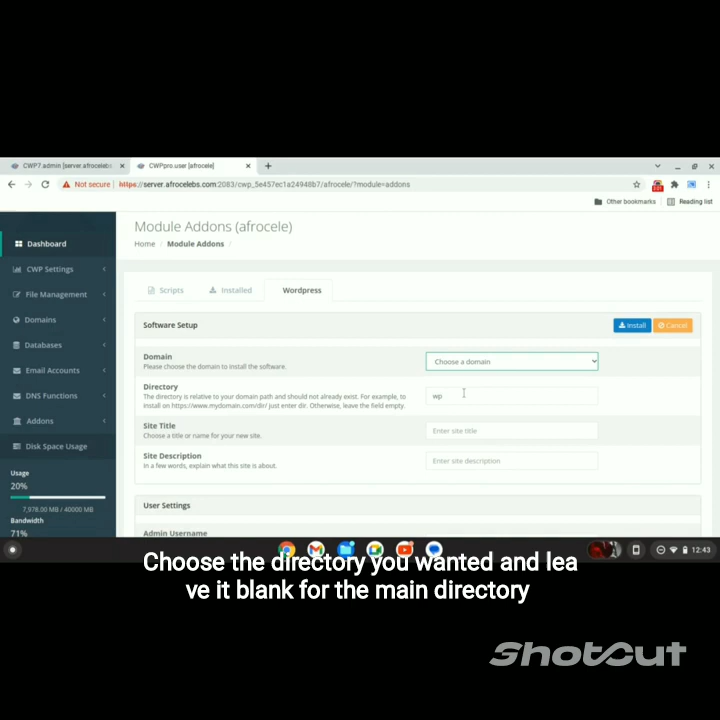 CWP7.admin [server.afrocelebs
CWPpro.user [afrocele]
Not secure
https://server.afrocelebs.com:2083/cwp_5e457ec1a24948b7/afrocele/?module=addons
Other bookmarks
Reading list
Module Addons (afrocele)
Home / Module Addons /
Dashboard
CWP Settings
File Management
Domains
Databases
Email Accounts
DNS Functions
Addons
Disk Space Usage
Usage
20%
7,978.00 MB / 40000 MB
Bandwidth
71%
Scripts
Installed
Wordpress
Software Setup
Install
Cancel
Domain
Please choose the domain to install the software.
Choose a domain
Directory
The directory is relative to your domain path and should not already exist. For example, to
install on https://www.mydomain.com/dir/ just enter dir. Otherwise, leave the field empty.
wp
Site Title
Choose a title or name for your new site.
Enter site title
Site Description
In a few words, explain what this site is about.
Enter site description
User Settings
Admin Username
12:43
Choose the directory you wanted and lea
ve it blank for the main directory
Shotcut